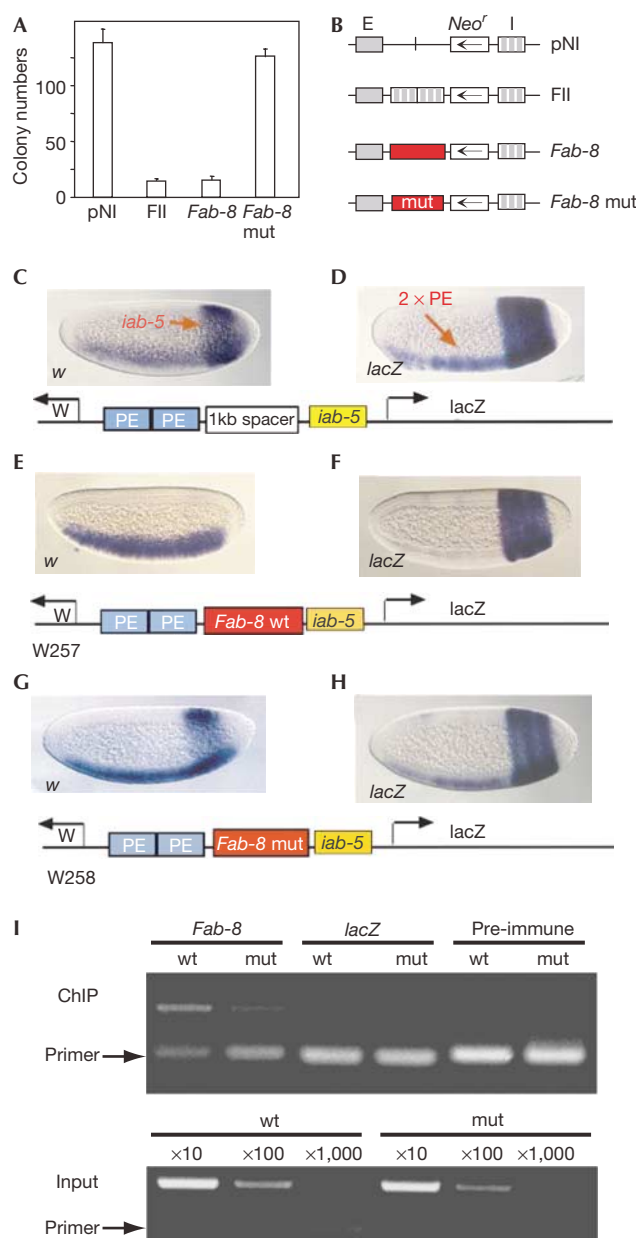 A
Colony numbers
100
50
0
pNI FII Fab-8 Fab-8 mut
B
E Neo^r I
pNI
FII
Fab-8
mut Fab-8 mut
C
iab-5
w
D
2 × PE
lacZ
W PE PE 1kb spacer iab-5 lacZ
E
w
F
lacZ
W PE PE Fab-8 wt iab-5 lacZ
W257
G
w
H
lacZ
W PE PE Fab-8 mut iab-5 lacZ
W258
I
Fab-8 lacZ Pre-immune
wt mut wt mut wt mut
ChIP
Primer
wt mut
×10 ×100 ×1,000 ×10 ×100 ×1,000
Input
Primer